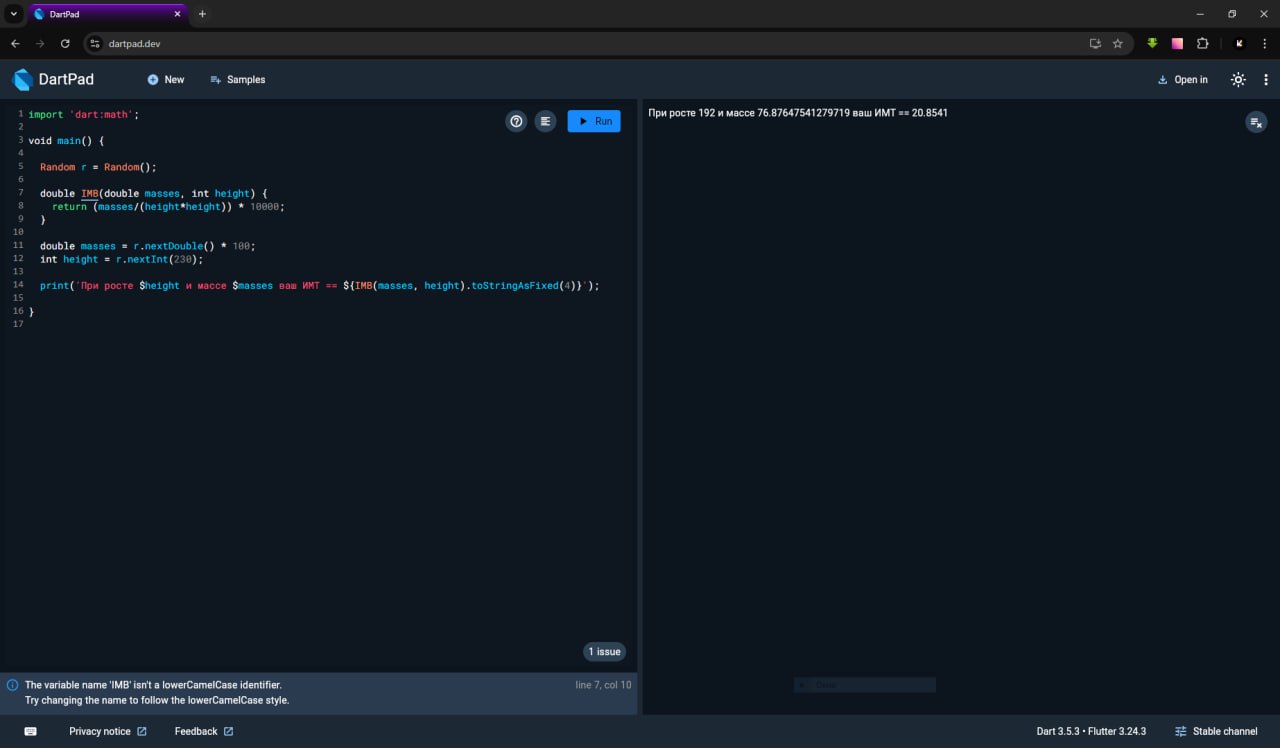 DartPad
dartpad.dev
DartPad
New
Samples
Open in
1 import 'dart:math';
2
3 void main() {
4
5 Random r = Random();
6
7 double IMB(double masses, int height) {
8 return (masses/(height*height)) * 10000;
9 }
10
11 double masses = r.nextDouble() * 100;
12 int height = r.nextInt(230);
13
14 print('При росте $height и массе $masses ваш ИМТ == ${IMB(masses, height).toStringAsFixed(4)}');
15
16 }
17
Run
При росте 192 и массе 76.87647541279719 ваш ИМТ == 20.8541
1 issue
The variable name 'IMB' isn't a lowerCamelCase identifier.
line 7, col 10
Try changing the name to follow the lowerCamelCase style.
Privacy notice
Feedback
Dart 3.5.3 • Flutter 3.24.3
Stable channel